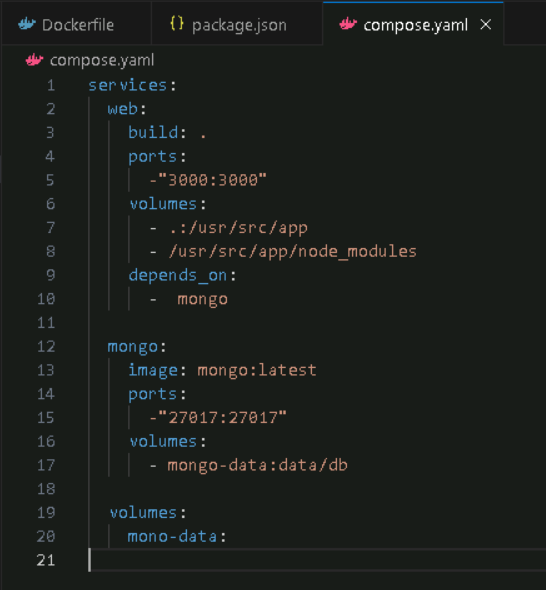 Dockerfile {} package.json compose.yaml ×
compose.yaml
1 services:
2   web:
3     build: .
4     ports:
5       -"3000:3000"
6     volumes:
7       - .:/usr/src/app
8       - /usr/src/app/node_modules
9     depends_on:
10       -  mongo
11
12   mongo:
13     image: mongo:latest
14     ports:
15       -"27017:27017"
16     volumes:
17       - mongo-data:data/db
18
19   volumes:
20     mono-data:
21